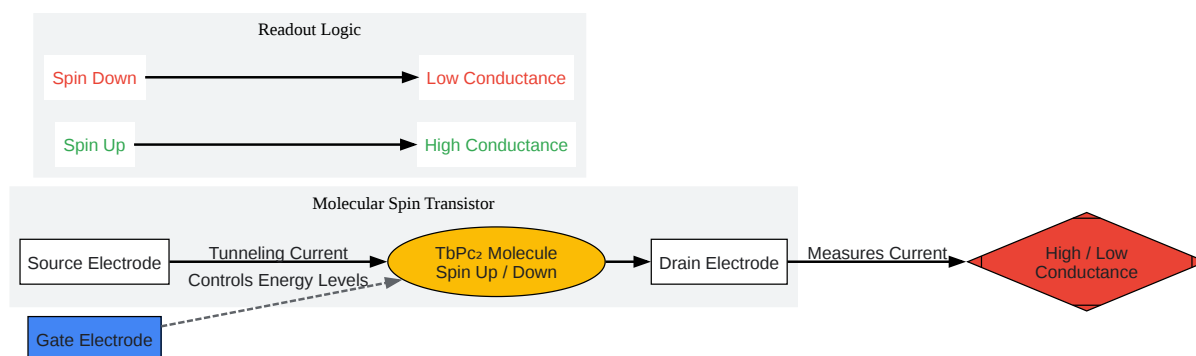 Readout Logic
Spin Down
Low Conductance
Spin Up
High Conductance
Molecular Spin Transistor
Source Electrode
Tunneling Current
Controls Energy Levels
TbPc₂ Molecule
Spin Up / Down
Drain Electrode
Measures Current
High / Low
Conductance
Gate Electrode